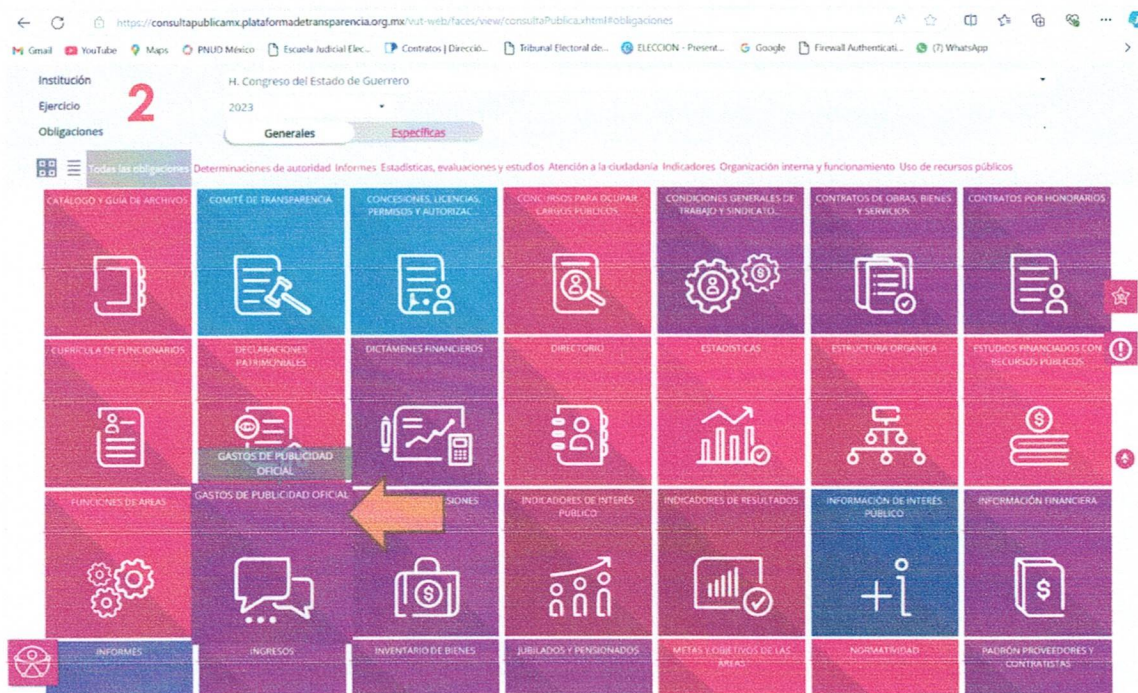 https://consultapublicamx.plataformadetransparencia.org.mx/vut-web/faces/view/consultaPublica.xhtml#obligaciones
Gmail YouTube Maps PNUD México Escuela Judicial Elec... Contratos | Direcció... Tribunal Electoral de... ELECCION - Present... Google Firewall Authenticati... (7) WhatsApp
Institución H. Congreso del Estado de Guerrero
Ejercicio 2023
2
Obligaciones Generales Específicas
Todas las obligaciones Determinaciones de autoridad Informes Estadísticas, evaluaciones y estudios Atención a la ciudadanía Indicadores Organización interna y funcionamiento Uso de recursos públicos
CATÁLOGO Y GUÍA DE ARCHIVOS
COMITÉ DE TRANSPARENCIA
CONCESIONES, LICENCIAS,
PERMISOS Y AUTORIZAC...
CONCURSOS PARA OCUPAR
CARGOS PÚBLICOS
CONDICIONES GENERALES DE
TRABAJO Y SINDICATO...
CONTRATOS DE OBRAS, BIENES
Y SERVICIOS
CONTRATOS POR HONORARIOS
CURRÍCULA DE FUNCIONARIOS
DECLARACIONES
PATRIMONIALES
DICTÁMENES FINANCIEROS
DIRECTORIO
ESTADÍSTICAS
ESTRUCTURA ORGÁNICA
ESTUDIOS FINANCIADOS CON
RECURSOS PÚBLICOS
GASTOS DE PUBLICIDAD
OFICIAL
FUNCIONES DE ÁREAS
GASTOS DE PUBLICIDAD OFICIAL
SIONES
INDICADORES DE INTERÉS
PÚBLICO
INDICADORES DE RESULTADOS
INFORMACIÓN DE INTERÉS
PÚBLICO
INFORMACIÓN FINANCIERA
INFORMES
INGRESOS
INVENTARIO DE BIENES
JUBILADOS Y PENSIONADOS
METAS Y OBJETIVOS DE LAS
ÁREAS
NORMATIVIDAD
PADRÓN PROVEEDORES Y
CONTRATISTAS